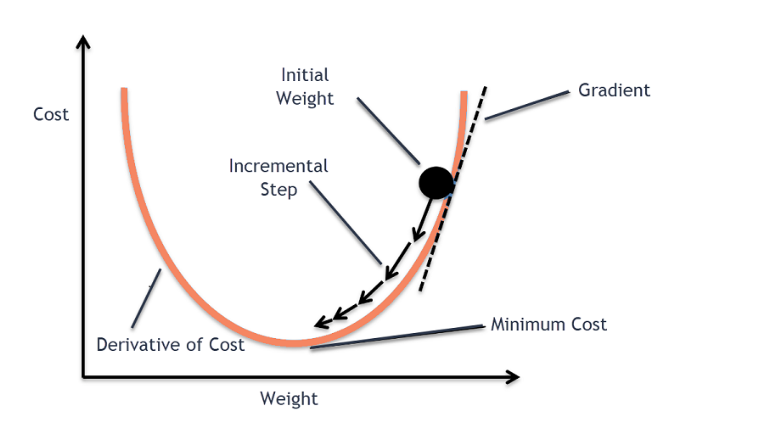 Initial
Weight
Gradient
Cost
Incremental
Step
Minimum Cost
Derivative of Cost
Weight